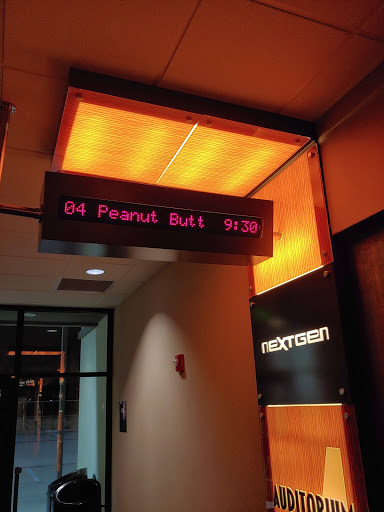 04 Peanut Butt 9:30
NEXTGEN
AUDITORIUM